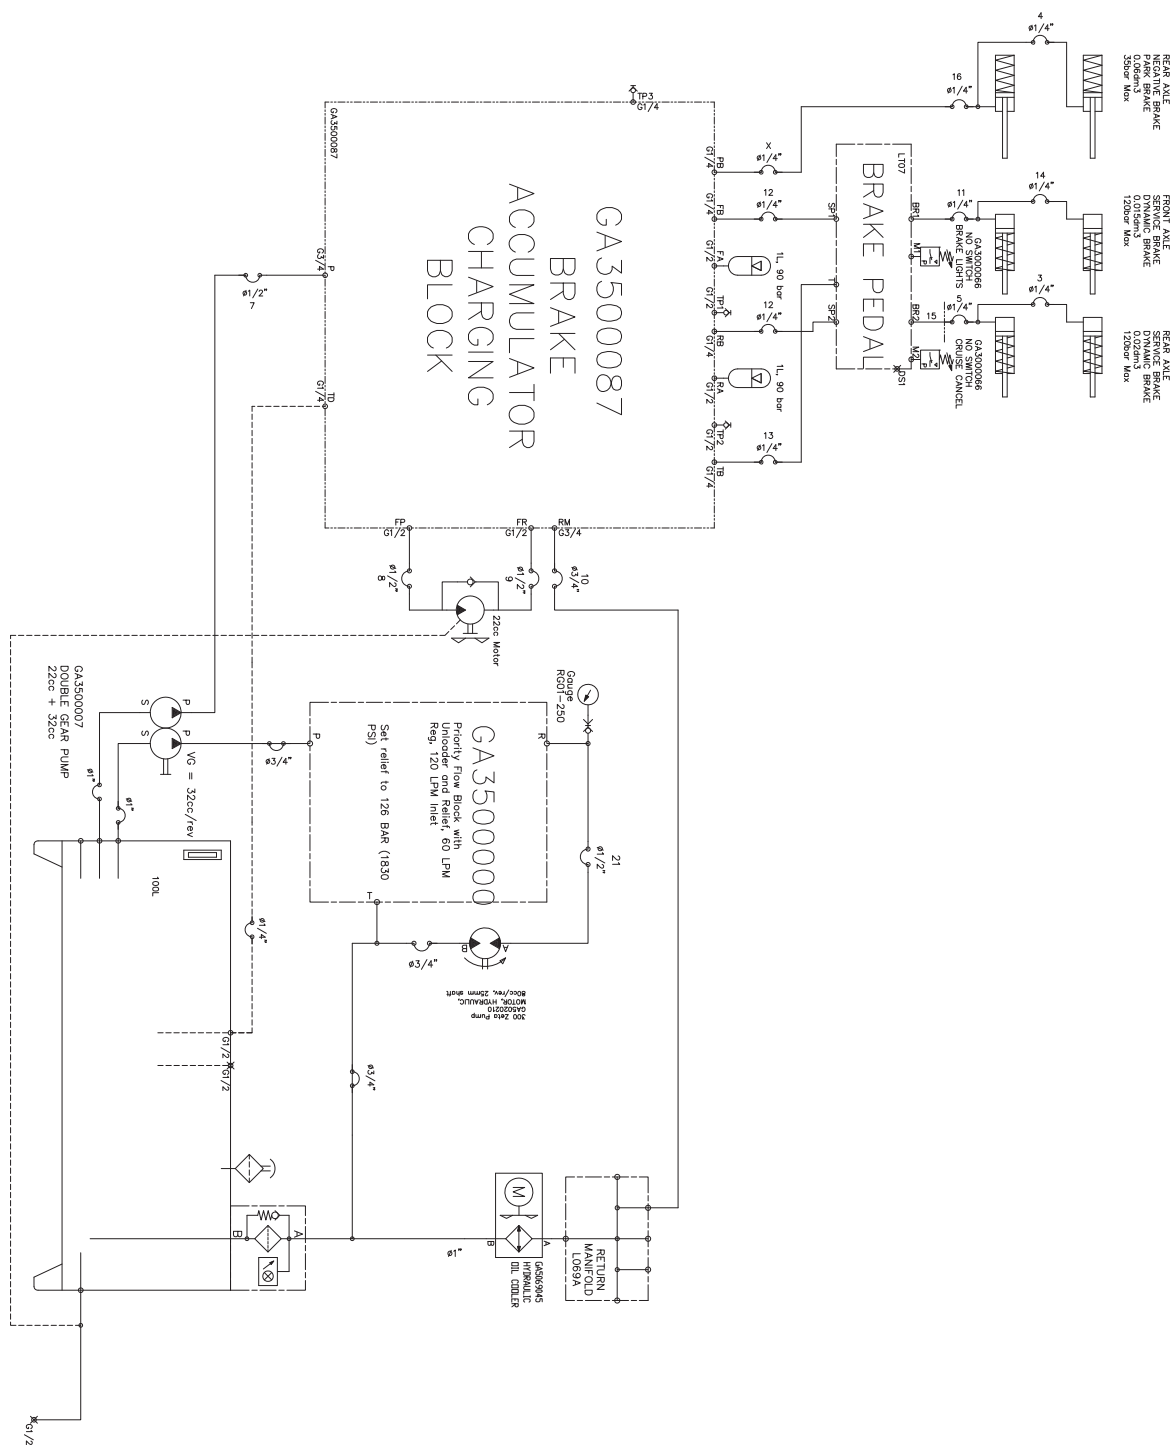 4
ø1/4"
REAR AXLE
NEGATIVE BRAKE
PARK BRAKE
0.06dm3
35bar Max
16
ø1/4"
TP3
G1/4
GA3500087
X
ø1/4"
PB
G1/4
LT07
BRAKE PEDAL
14
ø1/4"
FRONT AXLE
SERVICE BRAKE
DYNAMIC BRAKE
0.015dm3
120bar Max
11
ø1/4"
BR1
12
ø1/4"
SP1
FB
G1/4
M1
GA3000066
NO SWITCH
BRAKE LIGHTS
FA
G1/2
1L, 90 bar
T
3
ø1/4"
5
ø1/4"
15
BR2
SP2
TP1
G1/2
12
ø1/4"
RB
G1/4
REAR AXLE
SERVICE BRAKE
DYNAMIC BRAKE
0.02dm3
120bar Max
M2
GA3000066
NO SWITCH
CRUISE CANCEL
DS1
RA
G1/2
1L, 90 bar
TP2
G1/2
13
ø1/4"
TB
G1/4
GA3500087
BRAKE
ACCUMULATOR
CHARGING
BLOCK
P
G3/4
ø1/2"
7
TD
G1/4
FP
G1/2
FR
G1/2
RM
G3/4
ø1/2"
8
ø1/2"
9
10
ø3/4"
22cc Motor
Gauge
RG01-250
GA3500007
DOUBLE GEAR PUMP
22cc + 32cc
P
S
P
S
VG = 32cc/rev
ø1"
ø1"
ø3/4"
P
R
GA3500000
Priority Flow Block with
Unloader and Relief, 60 LPM
Reg, 120 LPM Inlet
Set relief to 126 BAR (1830
PSI)
T
21
ø1/2"
100L
ø1/4"
ø3/4"
B
A
300 Zeta Pump
GA5020210
MOTOR, HYDRAULIC,
80cc/rev, 25mm shaft
G1/2
G1/2
ø3/4"
B
A
ø1"
M
B
A
GA5069045
HYDRAULIC
OIL COOLER
RETURN
MANIFOLD
L069A
G1/2